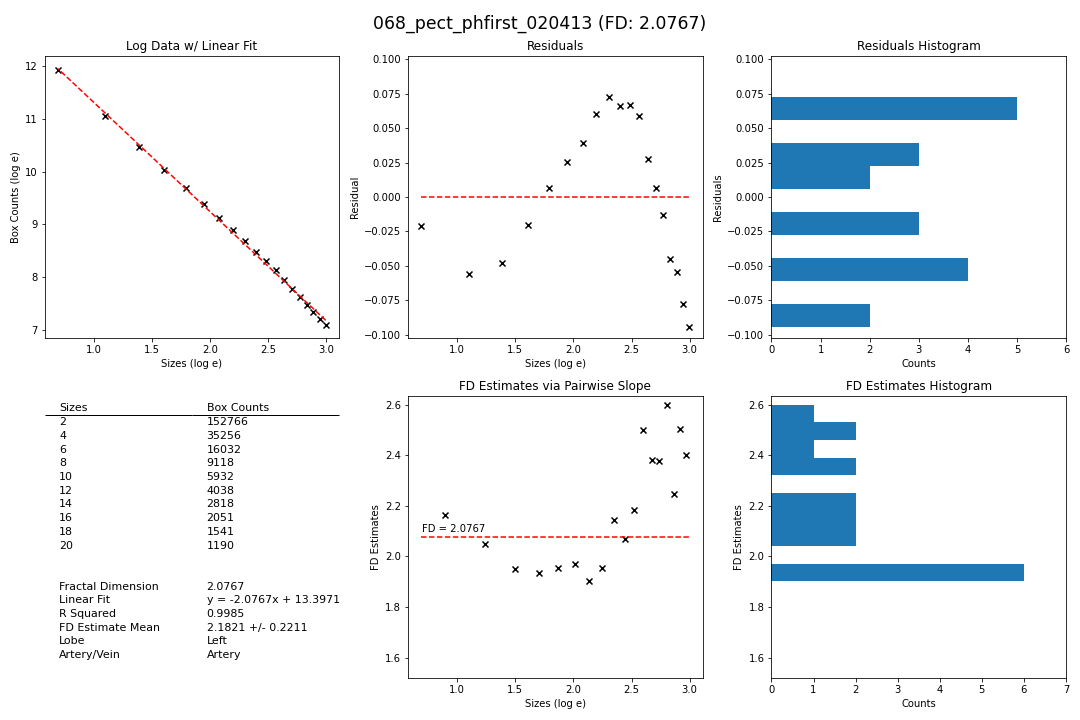 068_pect_phfirst_020413 (FD: 2.0767)
Log Data w/ Linear Fit
12
11
10
9
8
7
Box Counts (log e)
1.0 1.5 2.0 2.5 3.0
Sizes (log e)
Residuals
0.100
0.075
0.050
0.025
0.000
−0.025
−0.050
−0.075
−0.100
Residual
1.0 1.5 2.0 2.5 3.0
Sizes (log e)
Residuals Histogram
0.100
0.075
0.050
0.025
0.000
−0.025
−0.050
−0.075
−0.100
Residuals
0 1 2 3 4 5 6
Counts
Sizes Box Counts
2 152766
4 35256
6 16032
8 9118
10 5932
12 4038
14 2818
16 2051
18 1541
20 1190
Fractal Dimension 2.0767
Linear Fit y = -2.0767x + 13.3971
R Squared 0.9985
FD Estimate Mean 2.1821 +/- 0.2211
Lobe Left
Artery/Vein Artery
FD Estimates via Pairwise Slope
2.6
2.4
2.2
2.0
1.8
1.6
FD Estimates
FD = 2.0767
1.0 1.5 2.0 2.5 3.0
Sizes (log e)
FD Estimates Histogram
2.6
2.4
2.2
2.0
1.8
1.6
FD Estimates
0 1 2 3 4 5 6 7
Counts